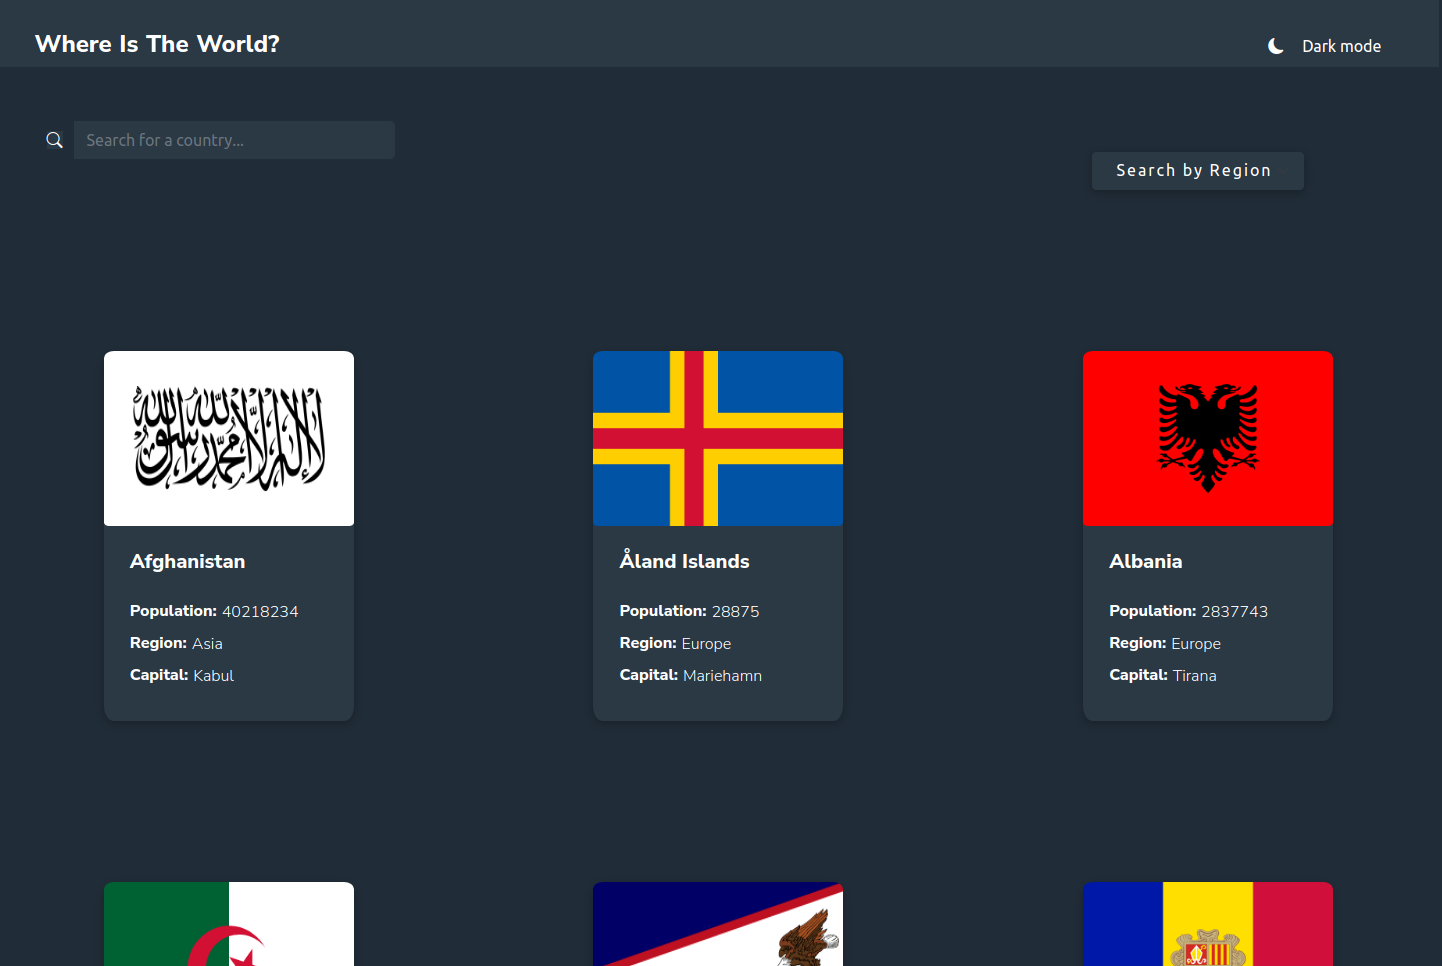 Where Is The World?
Dark mode
Search for a country...
Search by Region
لا إله إلا الله محمد رسول الله
Afghanistan
Population: 40218234
Region: Asia
Capital: Kabul
Åland Islands
Population: 28875
Region: Europe
Capital: Mariehamn
Albania
Population: 2837743
Region: Europe
Capital: Tirana